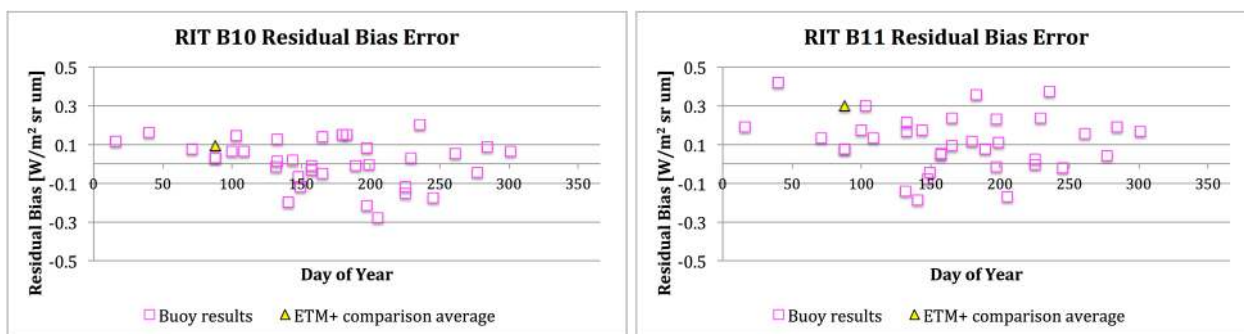 RIT B10 Residual Bias Error
Residual Bias [W/m² sr um]
0.5
0.3
0.1
-0.1
-0.3
-0.5
0 50 100 150 200 250 300 350
Day of Year
Buoy results ETM+ comparison average
RIT B11 Residual Bias Error
Residual Bias [W/m² sr um]
0.5
0.3
0.1
-0.1
-0.3
-0.5
0 50 100 150 200 250 300 350
Day of Year
Buoy results ETM+ comparison average